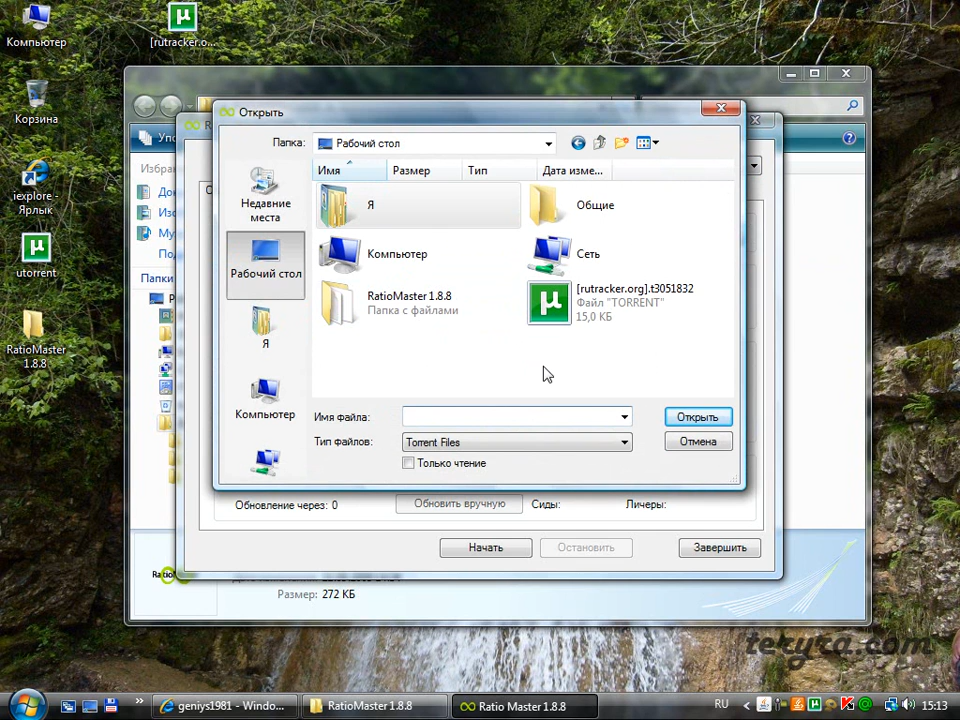 Компьютер
[rutracker.o...
Корзина
iexplore -
Ярлык
utorrent
RatioMaster
1.8.8
Открыть
Папка:
Рабочий стол
Имя
Размер
Тип
Дата изме...
Недавние
места
Рабочий стол
Я
Компьютер
Я
Общие
Компьютер
Сеть
RatioMaster 1.8.8
Папка с файлами
[rutracker.org].t3051832
Файл "TORRENT"
15,0 КБ
Имя файла:
Открыть
Тип файлов:
Torrent Files
Отмена
Только чтение
Избран
Папки
Обновление через: 0
Обновить вручную
Сиды:
Личеры:
Начать
Остановить
Завершить
Размер: 272 КБ
teryra.com
geniys1981 - Windo...
RatioMaster 1.8.8
Ratio Master 1.8.8
RU
15:13